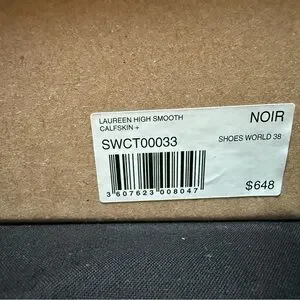 LAUREEN HIGH SMOOTH
CALFSKIN +
NOIR
SWCT00033
SHOES WORLD 38
3 607623 008047
$648